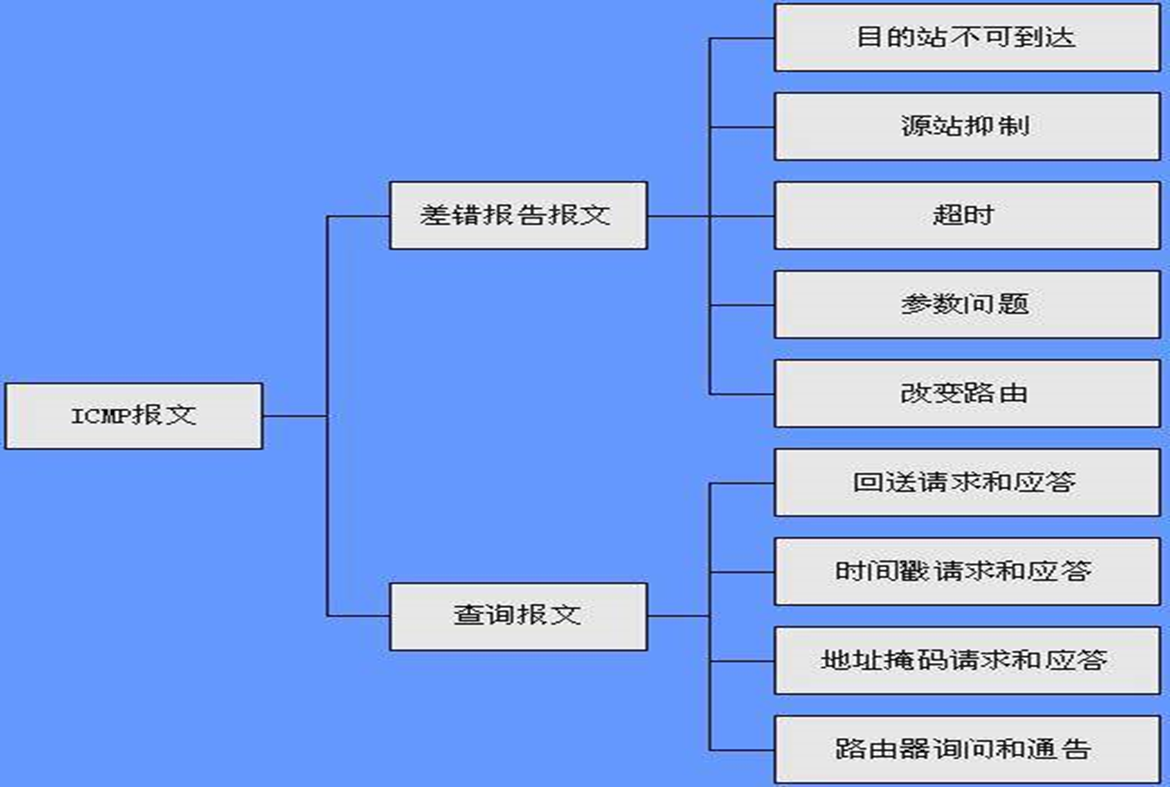 目的站不可到达
源站抑制
差错报告报文
超时
参数问题
ICMP报文
改变路由
回送请求和应答
时间戳请求和应答
查询报文
地址掩码请求和应答
路由器询问和通告